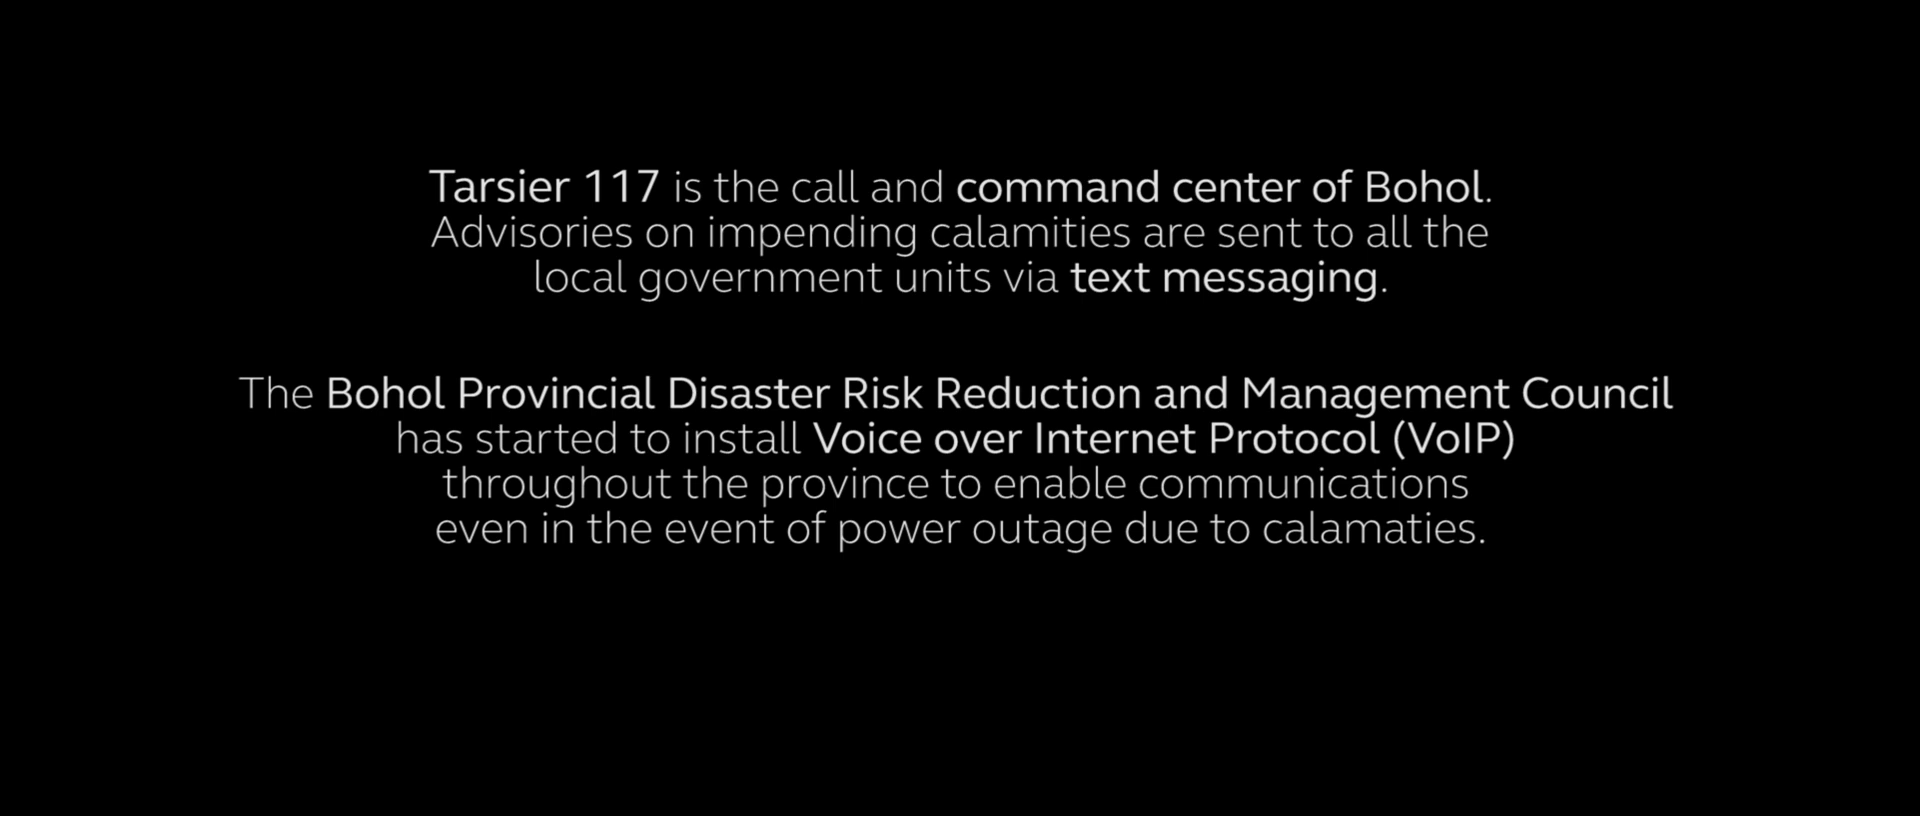 Tarsier 117 is the call and command center of Bohol.
Advisories on impending calamities are sent to all the
local government units via text messaging.
The Bohol Provincial Disaster Risk Reduction and Management Council
has started to install Voice over Internet Protocol (VoIP)
throughout the province to enable communications
even in the event of power outage due to calamaties.